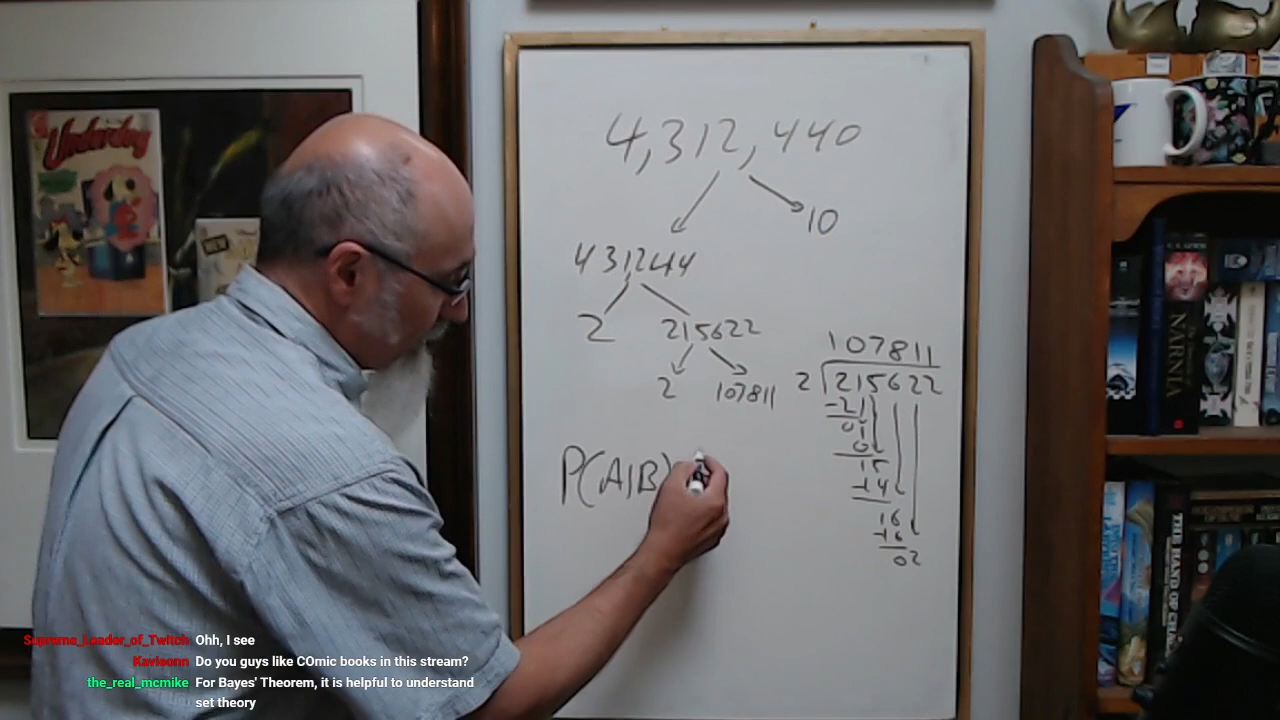 Underdog
NEW
4,312,440
10
431244
2 215622
2 107811
107811
2 215622
-21
01
0
15
-14
16
-16
02
P(A|B)
NARNIA
THE HAND OF
Supreme_Leader_of_Twitch Ohh, I see
Kavisonn Do you guys like COmic books in this stream?
the_real_mcmike For Bayes' Theorem, it is helpful to understand
set theory